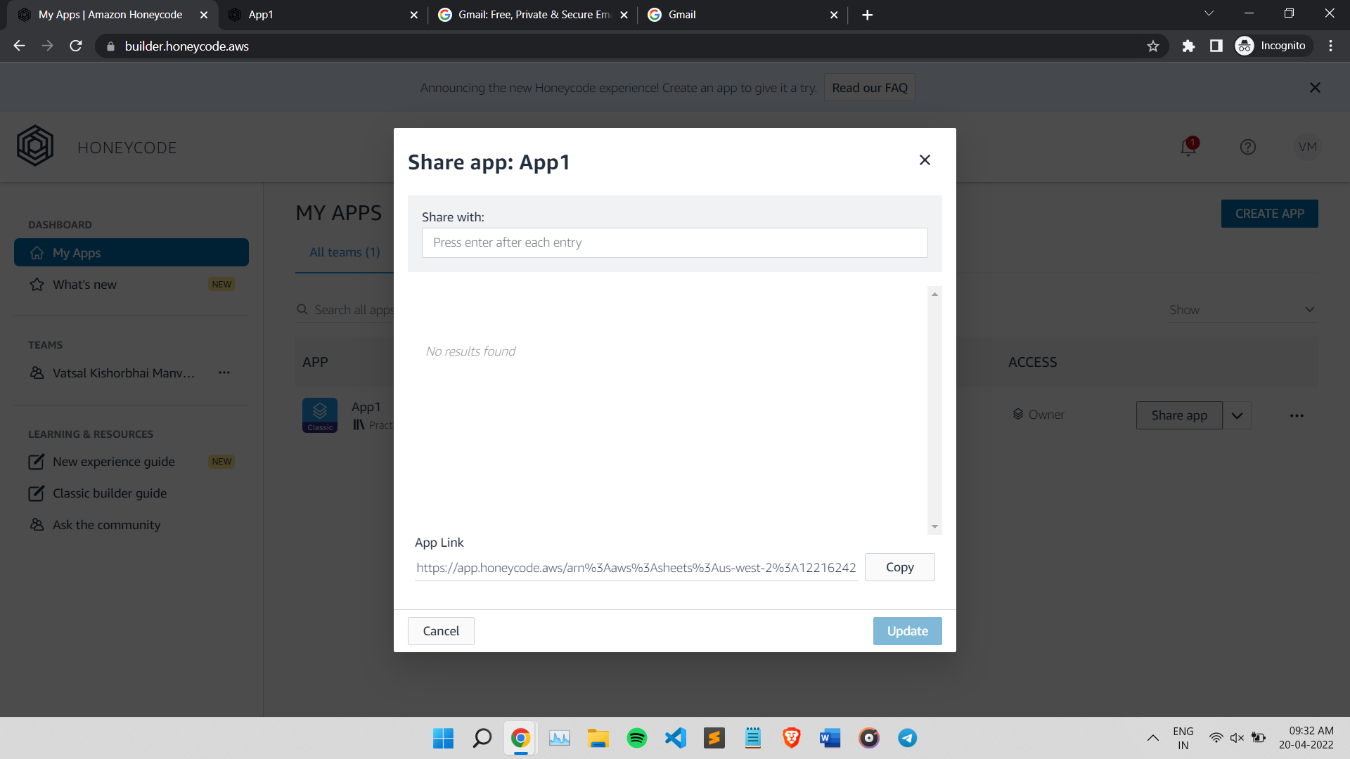 My Apps | Amazon Honeycode
App1
Gmail: Free, Private & Secure Em
Gmail
builder.honeycode.aws
Incognito
Announcing the new Honeycode experience! Create an app to give it a try.
Read our FAQ
HONEYCODE
1
VM
Share app: App1
Share with:
Press enter after each entry
No results found
App Link
https://app.honeycode.aws/arn%3Aaws%3Asheets%3Aus-west-2%3A12216242
Copy
Cancel
Update
DASHBOARD
My Apps
What's new
NEW
TEAMS
Vatsal Kishorbhai Manv...
LEARNING & RESOURCES
New experience guide
NEW
Classic builder guide
Ask the community
MY APPS
CREATE APP
All teams (1)
Search all apps
Show
APP
ACCESS
Classic
App1
Pract
Owner
Share app
ENG
IN
09:32 AM
20-04-2022